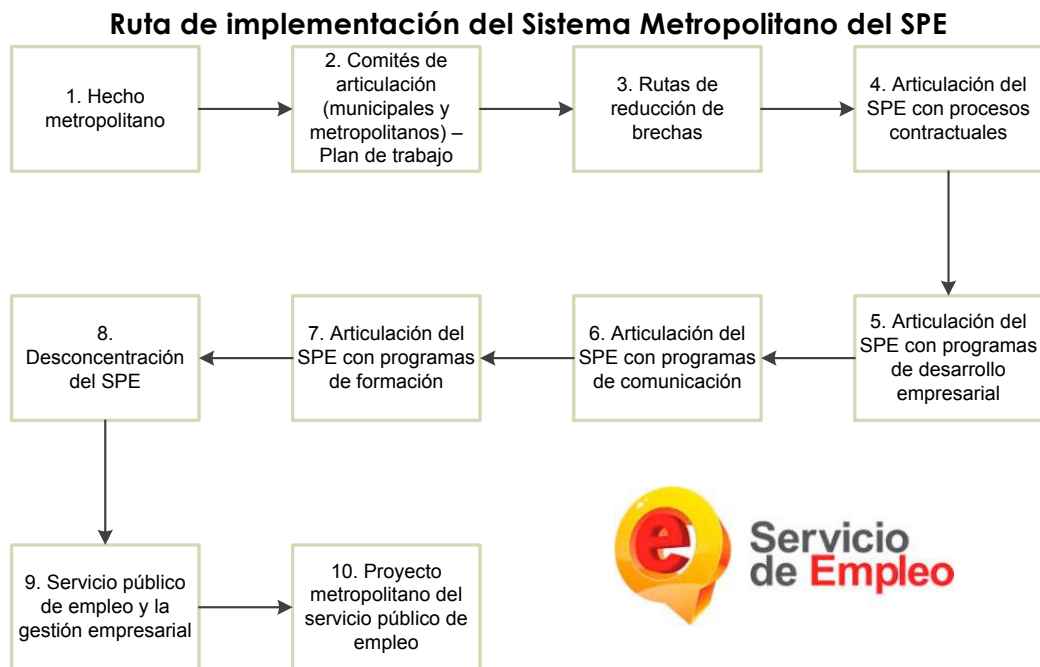 Ruta de implementación del Sistema Metropolitano del SPE
1. Hecho
metropolitano
2. Comités de
articulación
(municipales y
metropolitanos) –
Plan de trabajo
3. Rutas de
reducción de
brechas
4. Articulación del
SPE con procesos
contractuales
5. Articulación del
SPE con programas
de desarrollo
empresarial
6. Articulación del
SPE con programas
de comunicación
7. Articulación del
SPE con programas
de formación
8.
Desconcentración
del SPE
9. Servicio público
de empleo y la
gestión empresarial
10. Proyecto
metropolitano del
servicio público de
empleo
e
Servicio
de Empleo